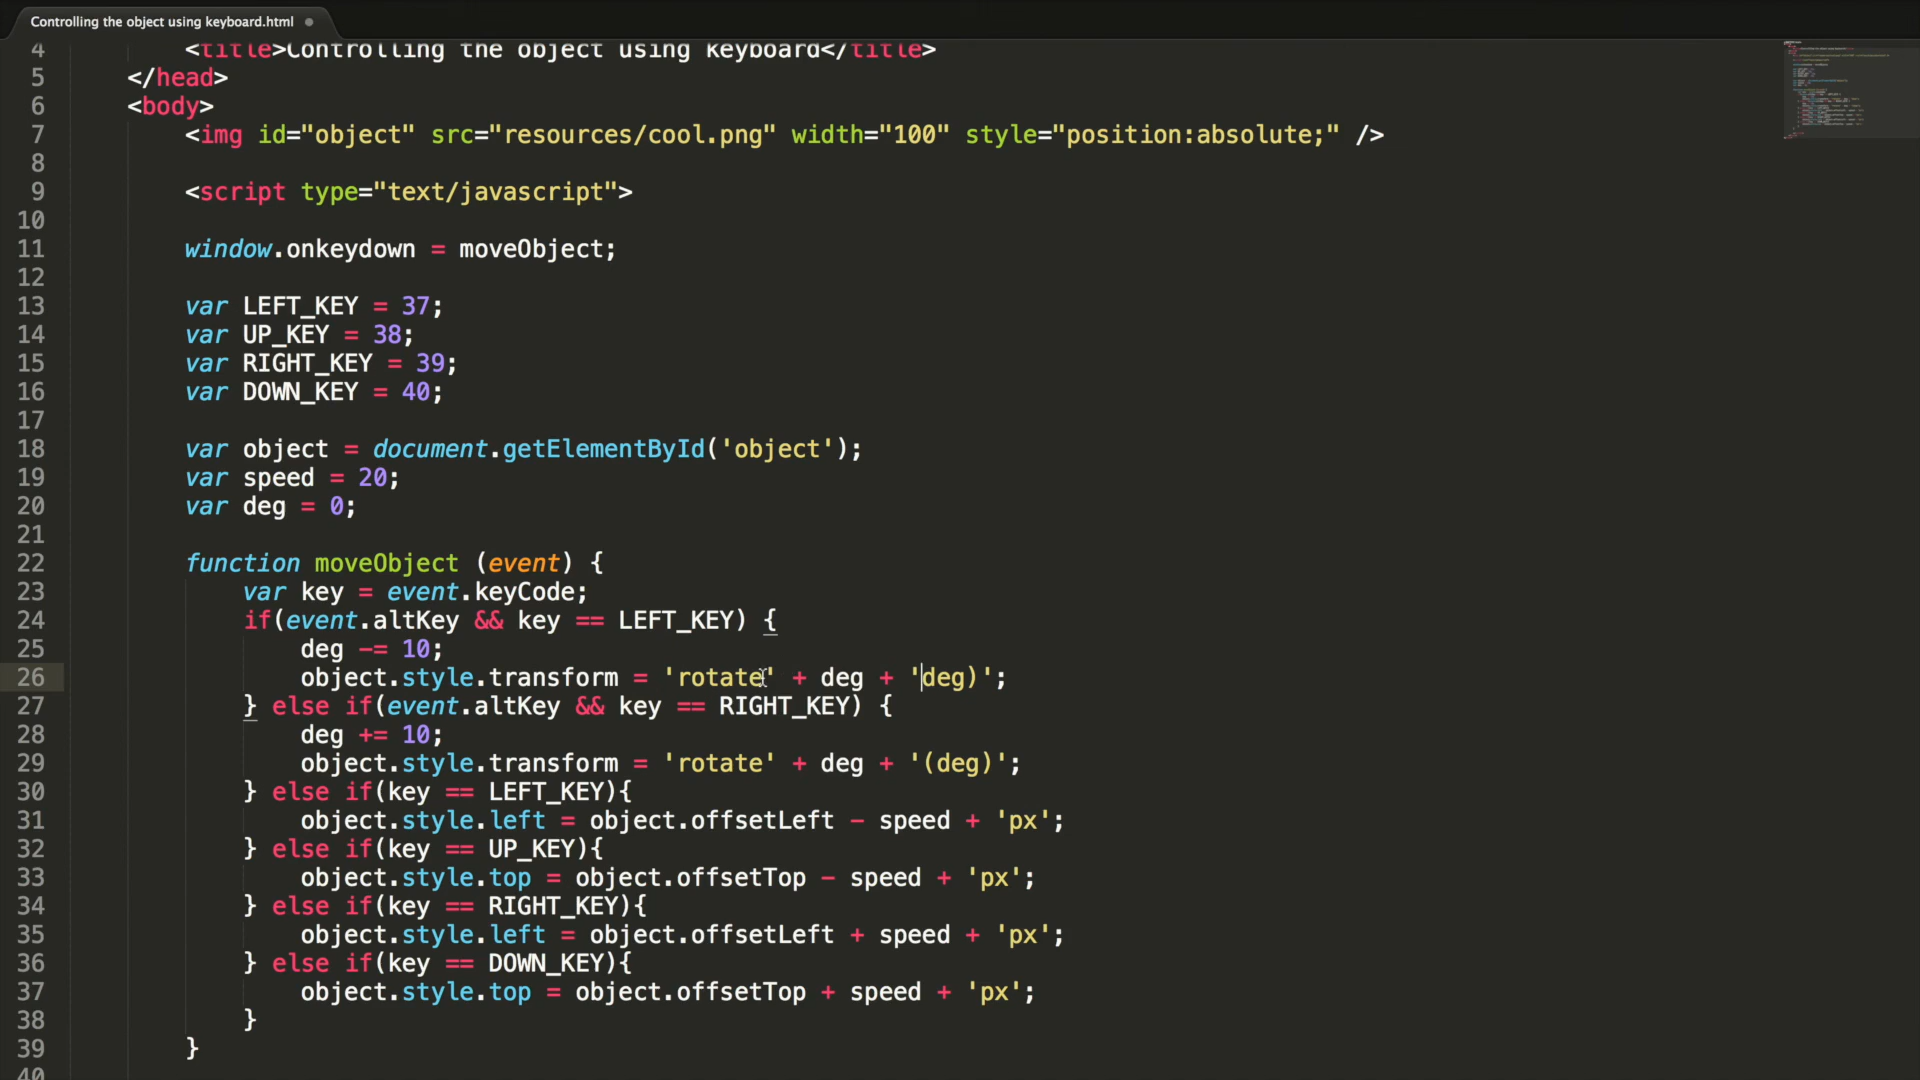 Controlling the object using keyboard.html
4 <title>Controlling the object using keyboard</title>
5 </head>
6 <body>
7 <img id="object" src="resources/cool.png" width="100" style="position:absolute;" />
8
9 <script type="text/javascript">
10
11 window.onkeydown = moveObject;
12
13 var LEFT_KEY = 37;
14 var UP_KEY = 38;
15 var RIGHT_KEY = 39;
16 var DOWN_KEY = 40;
17
18 var object = document.getElementById('object');
19 var speed = 20;
20 var deg = 0;
21
22 function moveObject (event) {
23 var key = event.keyCode;
24 if(event.altKey && key == LEFT_KEY) {
25 deg -= 10;
26 object.style.transform = 'rotate' + deg + 'deg)';
27 } else if(event.altKey && key == RIGHT_KEY) {
28 deg += 10;
29 object.style.transform = 'rotate' + deg + '(deg)';
30 } else if(key == LEFT_KEY){
31 object.style.left = object.offsetLeft - speed + 'px';
32 } else if(key == UP_KEY){
33 object.style.top = object.offsetTop - speed + 'px';
34 } else if(key == RIGHT_KEY){
35 object.style.left = object.offsetLeft + speed + 'px';
36 } else if(key == DOWN_KEY){
37 object.style.top = object.offsetTop + speed + 'px';
38 }
39 }
40